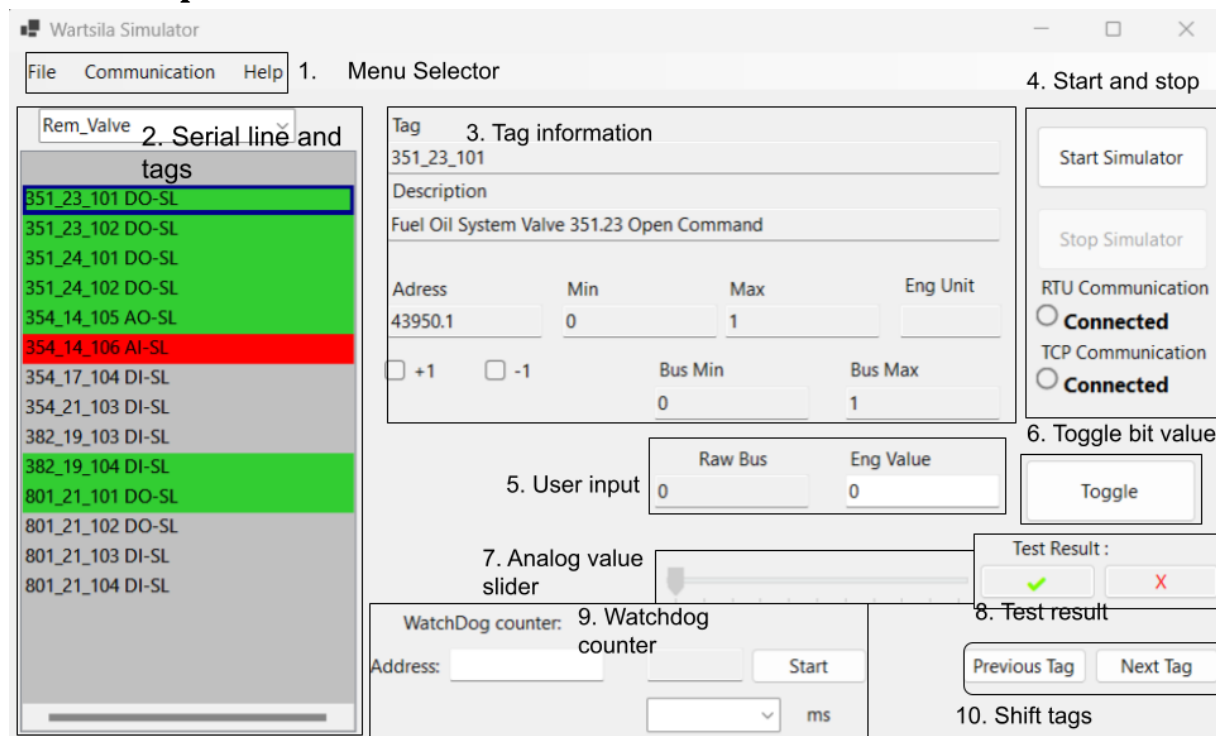 Wartsila Simulator
File Communication Help 1. Menu Selector
4. Start and stop
Rem_Valve
2. Serial line and
tags
351_23_101 DO-SL
351_23_102 DO-SL
351_24_101 DO-SL
351_24_102 DO-SL
354_14_105 AO-SL
354_14_106 AI-SL
354_17_104 DI-SL
354_21_103 DI-SL
382_19_103 DI-SL
382_19_104 DI-SL
801_21_101 DO-SL
801_21_102 DO-SL
801_21_103 DI-SL
801_21_104 DI-SL
Tag 3. Tag information
351_23_101
Description
Fuel Oil System Valve 351.23 Open Command
Adress Min Max Eng Unit
43950.1 0 1
+1 -1 Bus Min Bus Max
0 1
Start Simulator
Stop Simulator
RTU Communication
Connected
TCP Communication
Connected
5. User input
Raw Bus Eng Value
0 0
6. Toggle bit value
Toggle
7. Analog value
slider
Test Result :
X
8. Test result
WatchDog counter: 9. Watchdog
counter
Address: Start
ms
Previous Tag Next Tag
10. Shift tags